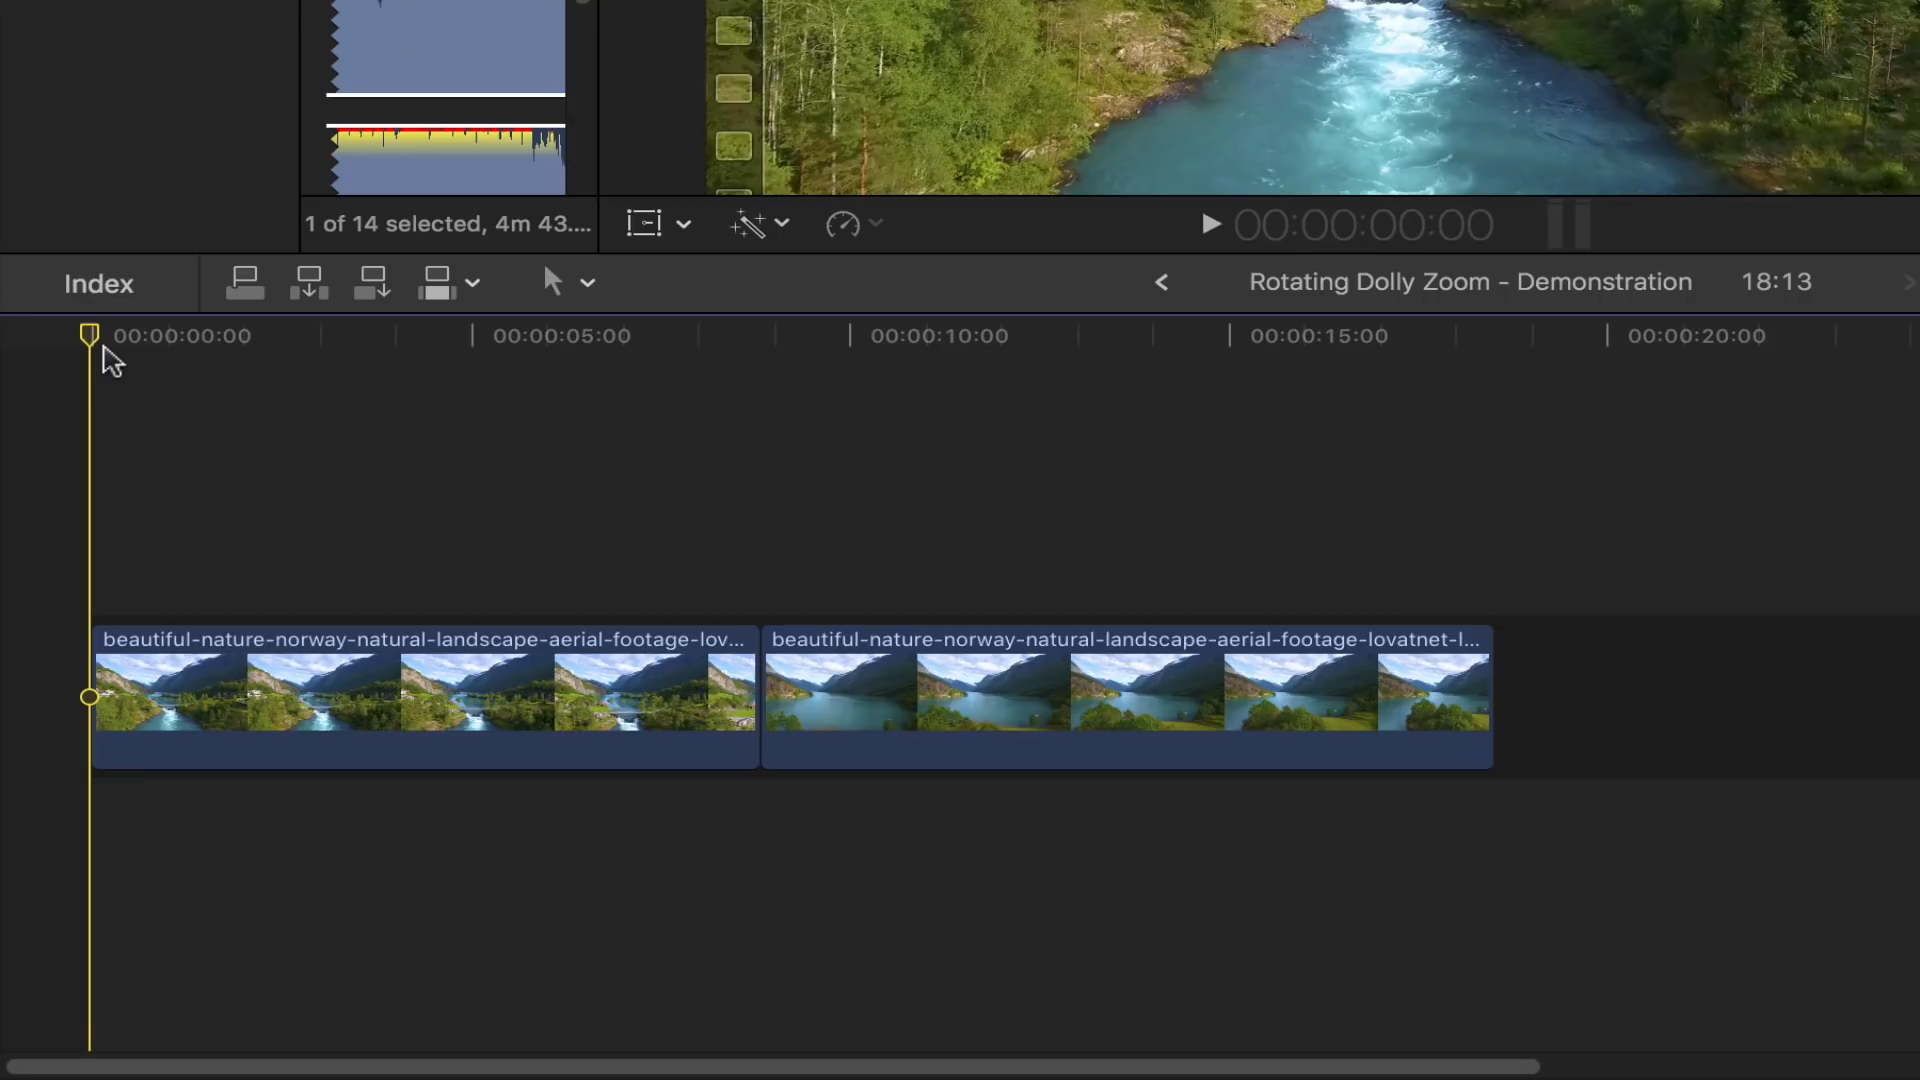 1 of 14 selected, 4m 43....
00:00:00:00
Index
Rotating Dolly Zoom - Demonstration
18:13
00:00:00:00
00:00:05:00
00:00:10:00
00:00:15:00
00:00:20:00
beautiful-nature-norway-natural-landscape-aerial-footage-lov...
beautiful-nature-norway-natural-landscape-aerial-footage-lovatnet-l...